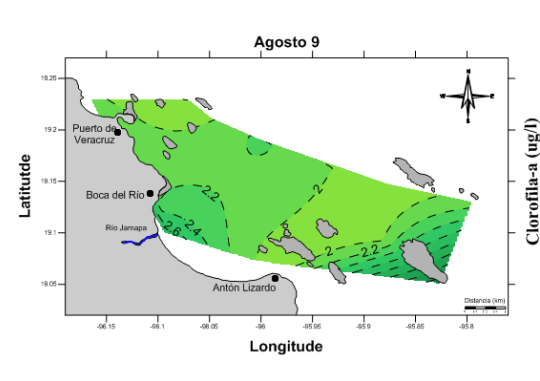 Agosto 9
Latitutde
19.25
19.2
19.15
19.1
19.05
Puerto de
Veracruz
Boca del Río
Río Jamapa
Antón Lizardo
2.2
2.4
2.6
2
2
2.2
N
S
Distancia (km)
-96.15
-96.1
-96.05
-96
-95.95
-95.9
-95.85
-95.8
Longitude
Clorofila-a (ug/l)